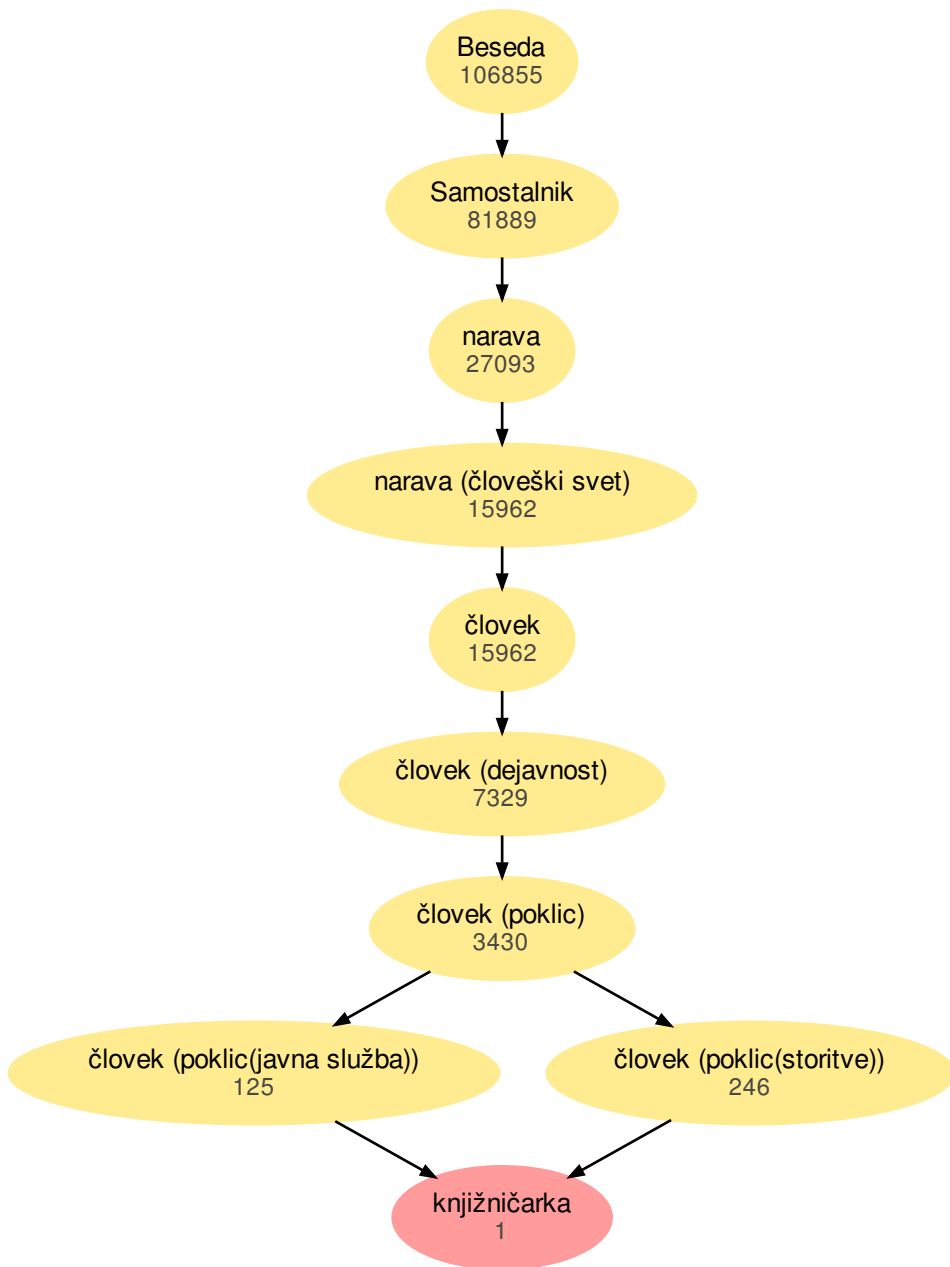 Beseda
106855
Samostalnik
81889
narava
27093
narava (človeški svet)
15962
človek
15962
človek (dejavnost)
7329
človek (poklic)
3430
človek (poklic(javna služba))
125
človek (poklic(storitve))
246
knjižničarka
1